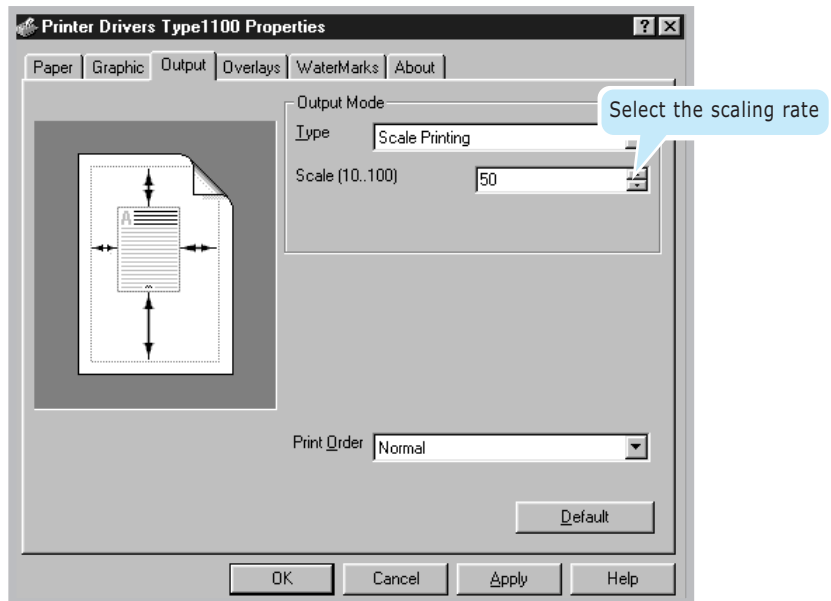 Printer Drivers Type1100 Properties
Paper Graphic Output Overlays WaterMarks About
Output Mode
Select the scaling rate
Type Scale Printing
Scale (10..100) 50
A
Print Order Normal
Default
OK Cancel Apply Help